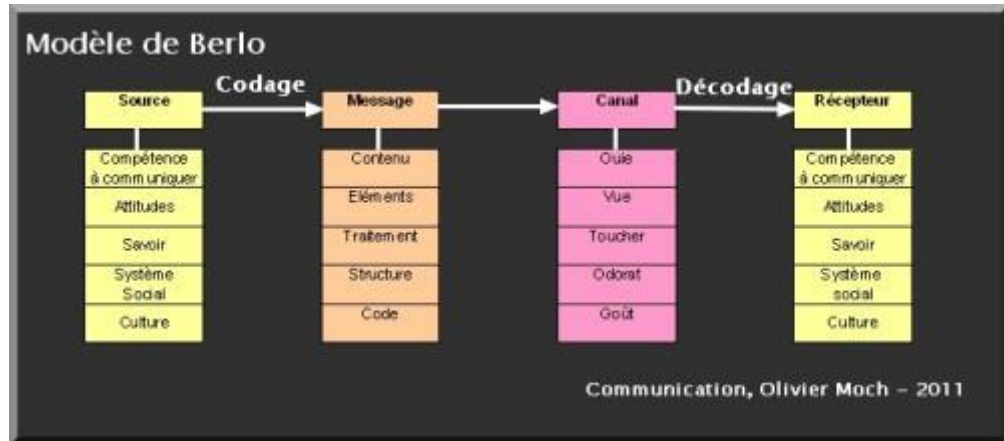 Modèle de Berlo
Codage
Décodage
Source
Message
Canal
Récepteur
Compétence
à communiquer
Attitudes
Savoir
Système
Social
Culture
Contenu
Eléments
Traitement
Structure
Code
Ouie
Vue
Toucher
Odorat
Goût
Compétence
à communiquer
Attitudes
Savoir
Système
social
Culture
Communication, Olivier Moch – 2011